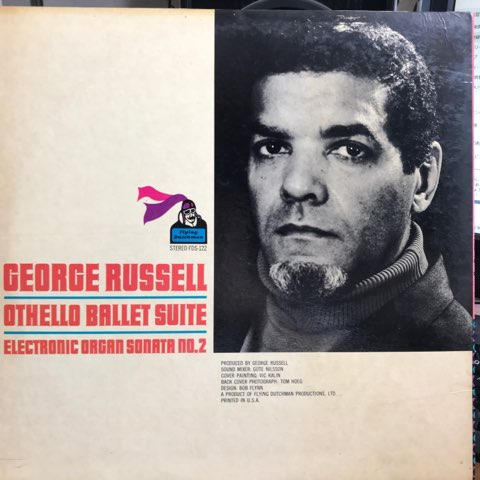 Flying
Dutchman
STEREO-FDS-122
GEORGE RUSSELL
OTHELLO BALLET SUITE
ELECTRONIC ORGAN SONATA NO.2
PRODUCED BY GEORGE RUSSELL
SOUND MIXER: GÖTE NILSSON
COVER PAINTING: VIC KALIN
BACK COVER PHOTOGRAPH: TOM HOEG
DESIGN: BOB FLYNN
A PRODUCT OF FLYING DUTCHMAN PRODUCTIONS, LTD.
PRINTED IN U.S.A.